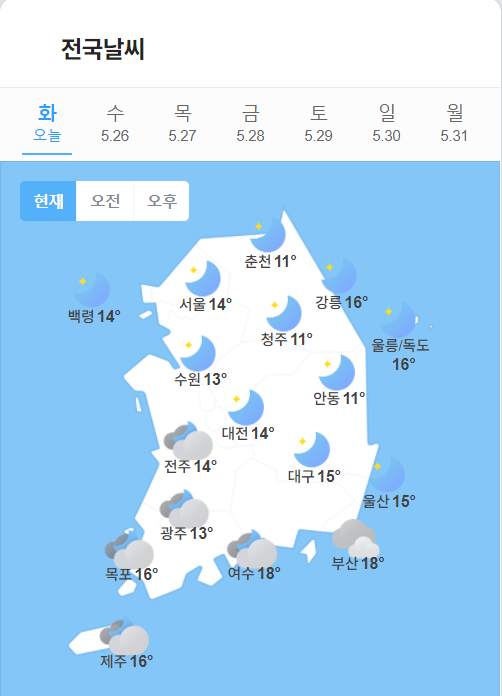 전국날씨
화 수 목 금 토 일 월
오늘 5.26 5.27 5.28 5.29 5.30 5.31
현재 오전 오후
춘천 11°
서울 14°
강릉 16°
백령 14°
청주 11°
울릉/독도
16°
수원 13°
안동 11°
대전 14°
전주 14°
대구 15°
울산 15°
광주 13°
부산 18°
목포 16°
여수 18°
제주 16°